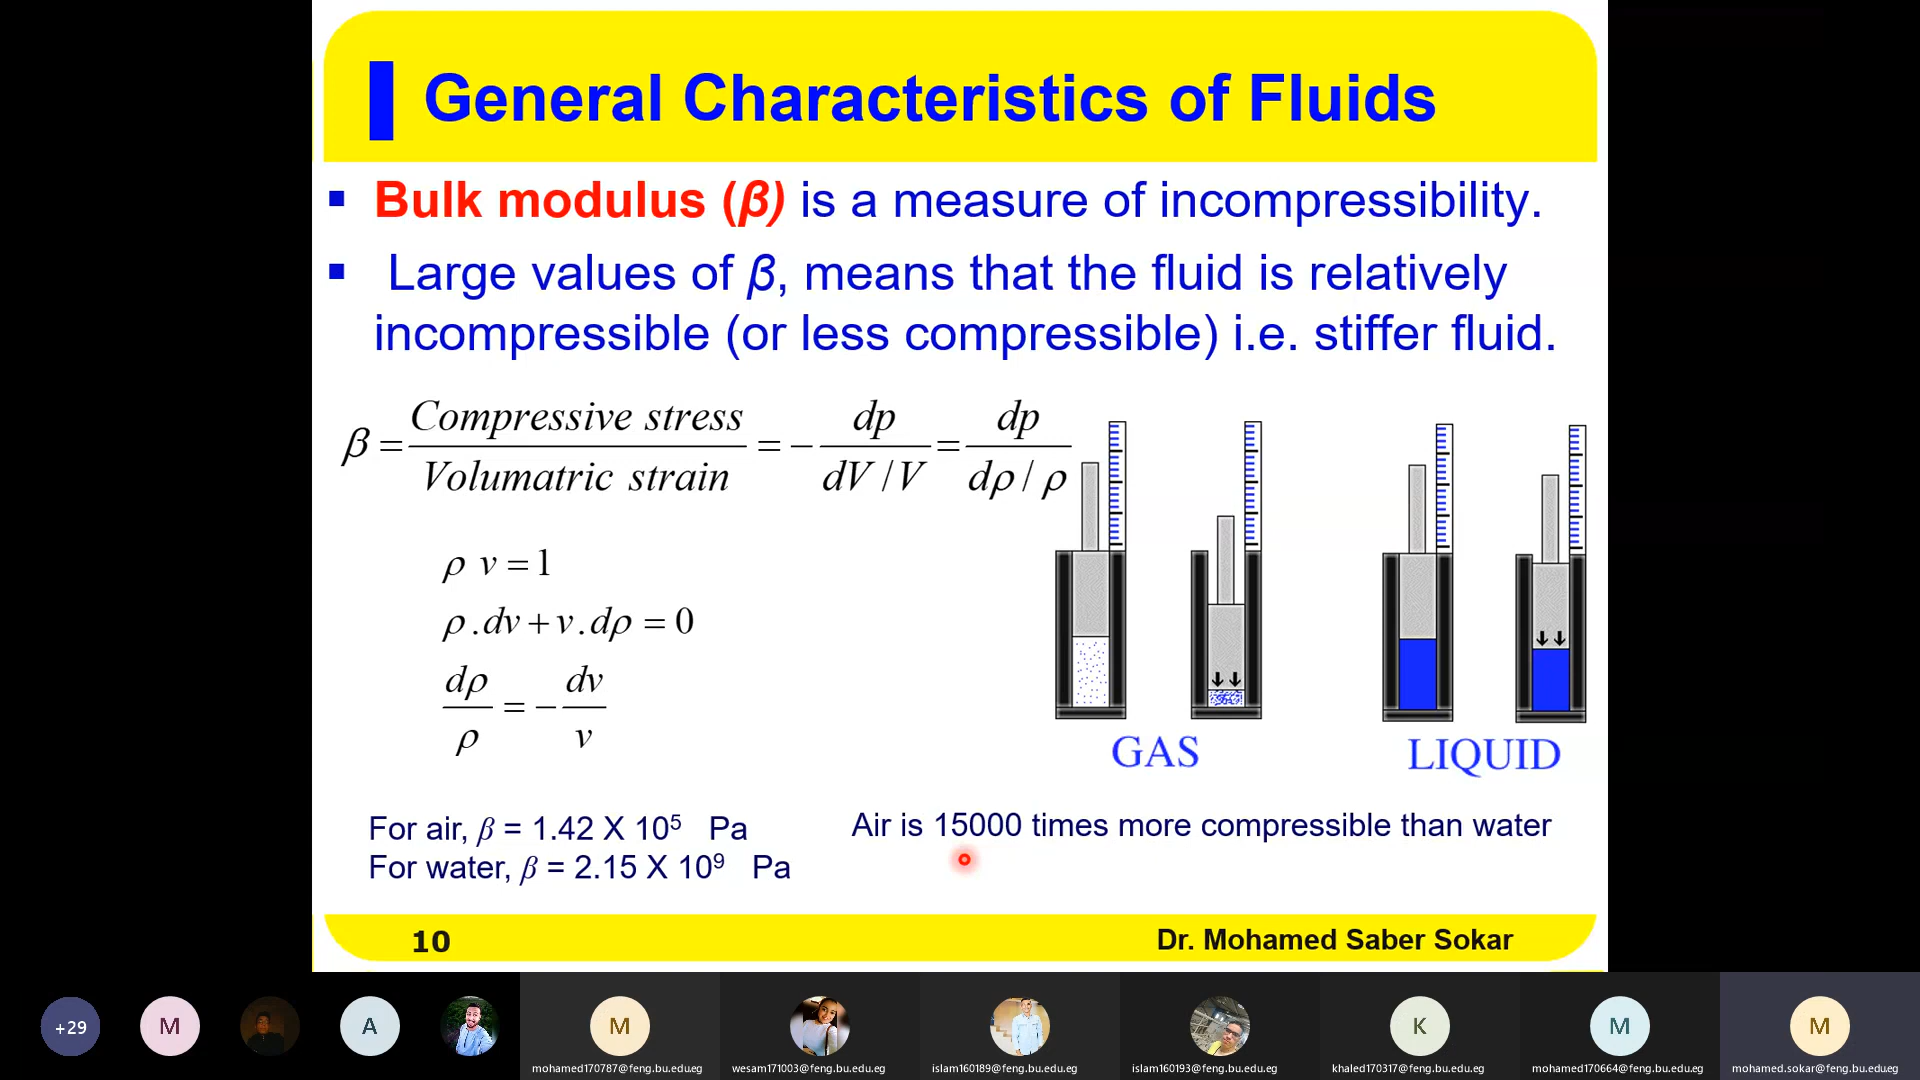 General Characteristics of Fluids
▪ Bulk modulus (β) is a measure of incompressibility.
▪ Large values of β, means that the fluid is relatively
incompressible (or less compressible) i.e. stiffer fluid.
β = Compressive stress / Volumatric strain = − dp / (dV / V) = dp / (dρ / ρ)
ρ v = 1
ρ.dv + v.dρ = 0
dρ / ρ = − dv / v
GAS
LIQUID
For air, β = 1.42 X 10⁵ Pa
For water, β = 2.15 X 10⁹ Pa
Air is 15000 times more compressible than water
10
Dr. Mohamed Saber Sokar
+29
M
A
M
K
M
M
mohamed170787@feng.bu.edu.eg
wesam171003@feng.bu.edu.eg
islam160189@feng.bu.edu.eg
islam160193@feng.bu.edu.eg
khaled170317@feng.bu.edu.eg
mohamed170664@feng.bu.edu.eg
mohamed.sokar@feng.bu.edu.eg